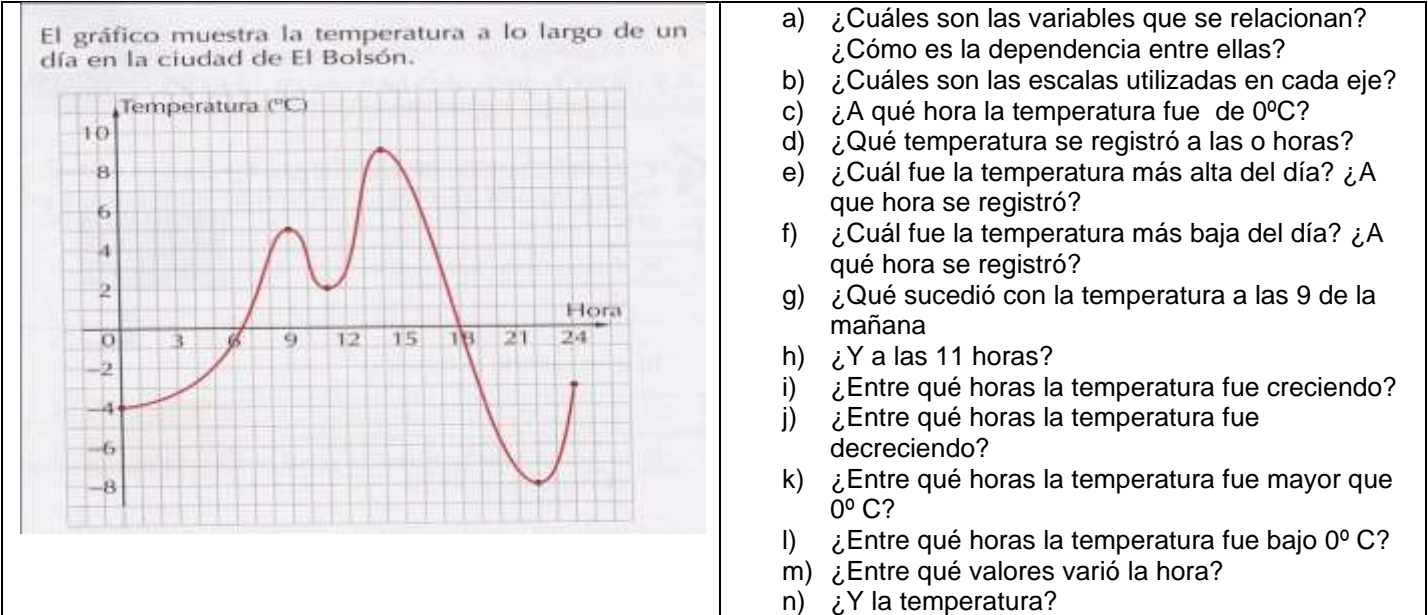 El gráfico muestra la temperatura a lo largo de un
día en la ciudad de El Bolsón.
Temperatura (ºC)
10
8
6
4
2
Hora
0 3 6 9 12 15 18 21 24
−2
−4
−6
−8
a) ¿Cuáles son las variables que se relacionan?
¿Cómo es la dependencia entre ellas?
b) ¿Cuáles son las escalas utilizadas en cada eje?
c) ¿A qué hora la temperatura fue de 0ºC?
d) ¿Qué temperatura se registró a las o horas?
e) ¿Cuál fue la temperatura más alta del día? ¿A
que hora se registró?
f) ¿Cuál fue la temperatura más baja del día? ¿A
qué hora se registró?
g) ¿Qué sucedió con la temperatura a las 9 de la
mañana
h) ¿Y a las 11 horas?
i) ¿Entre qué horas la temperatura fue creciendo?
j) ¿Entre qué horas la temperatura fue
decreciendo?
k) ¿Entre qué horas la temperatura fue mayor que
0º C?
l) ¿Entre qué horas la temperatura fue bajo 0º C?
m) ¿Entre qué valores varió la hora?
n) ¿Y la temperatura?